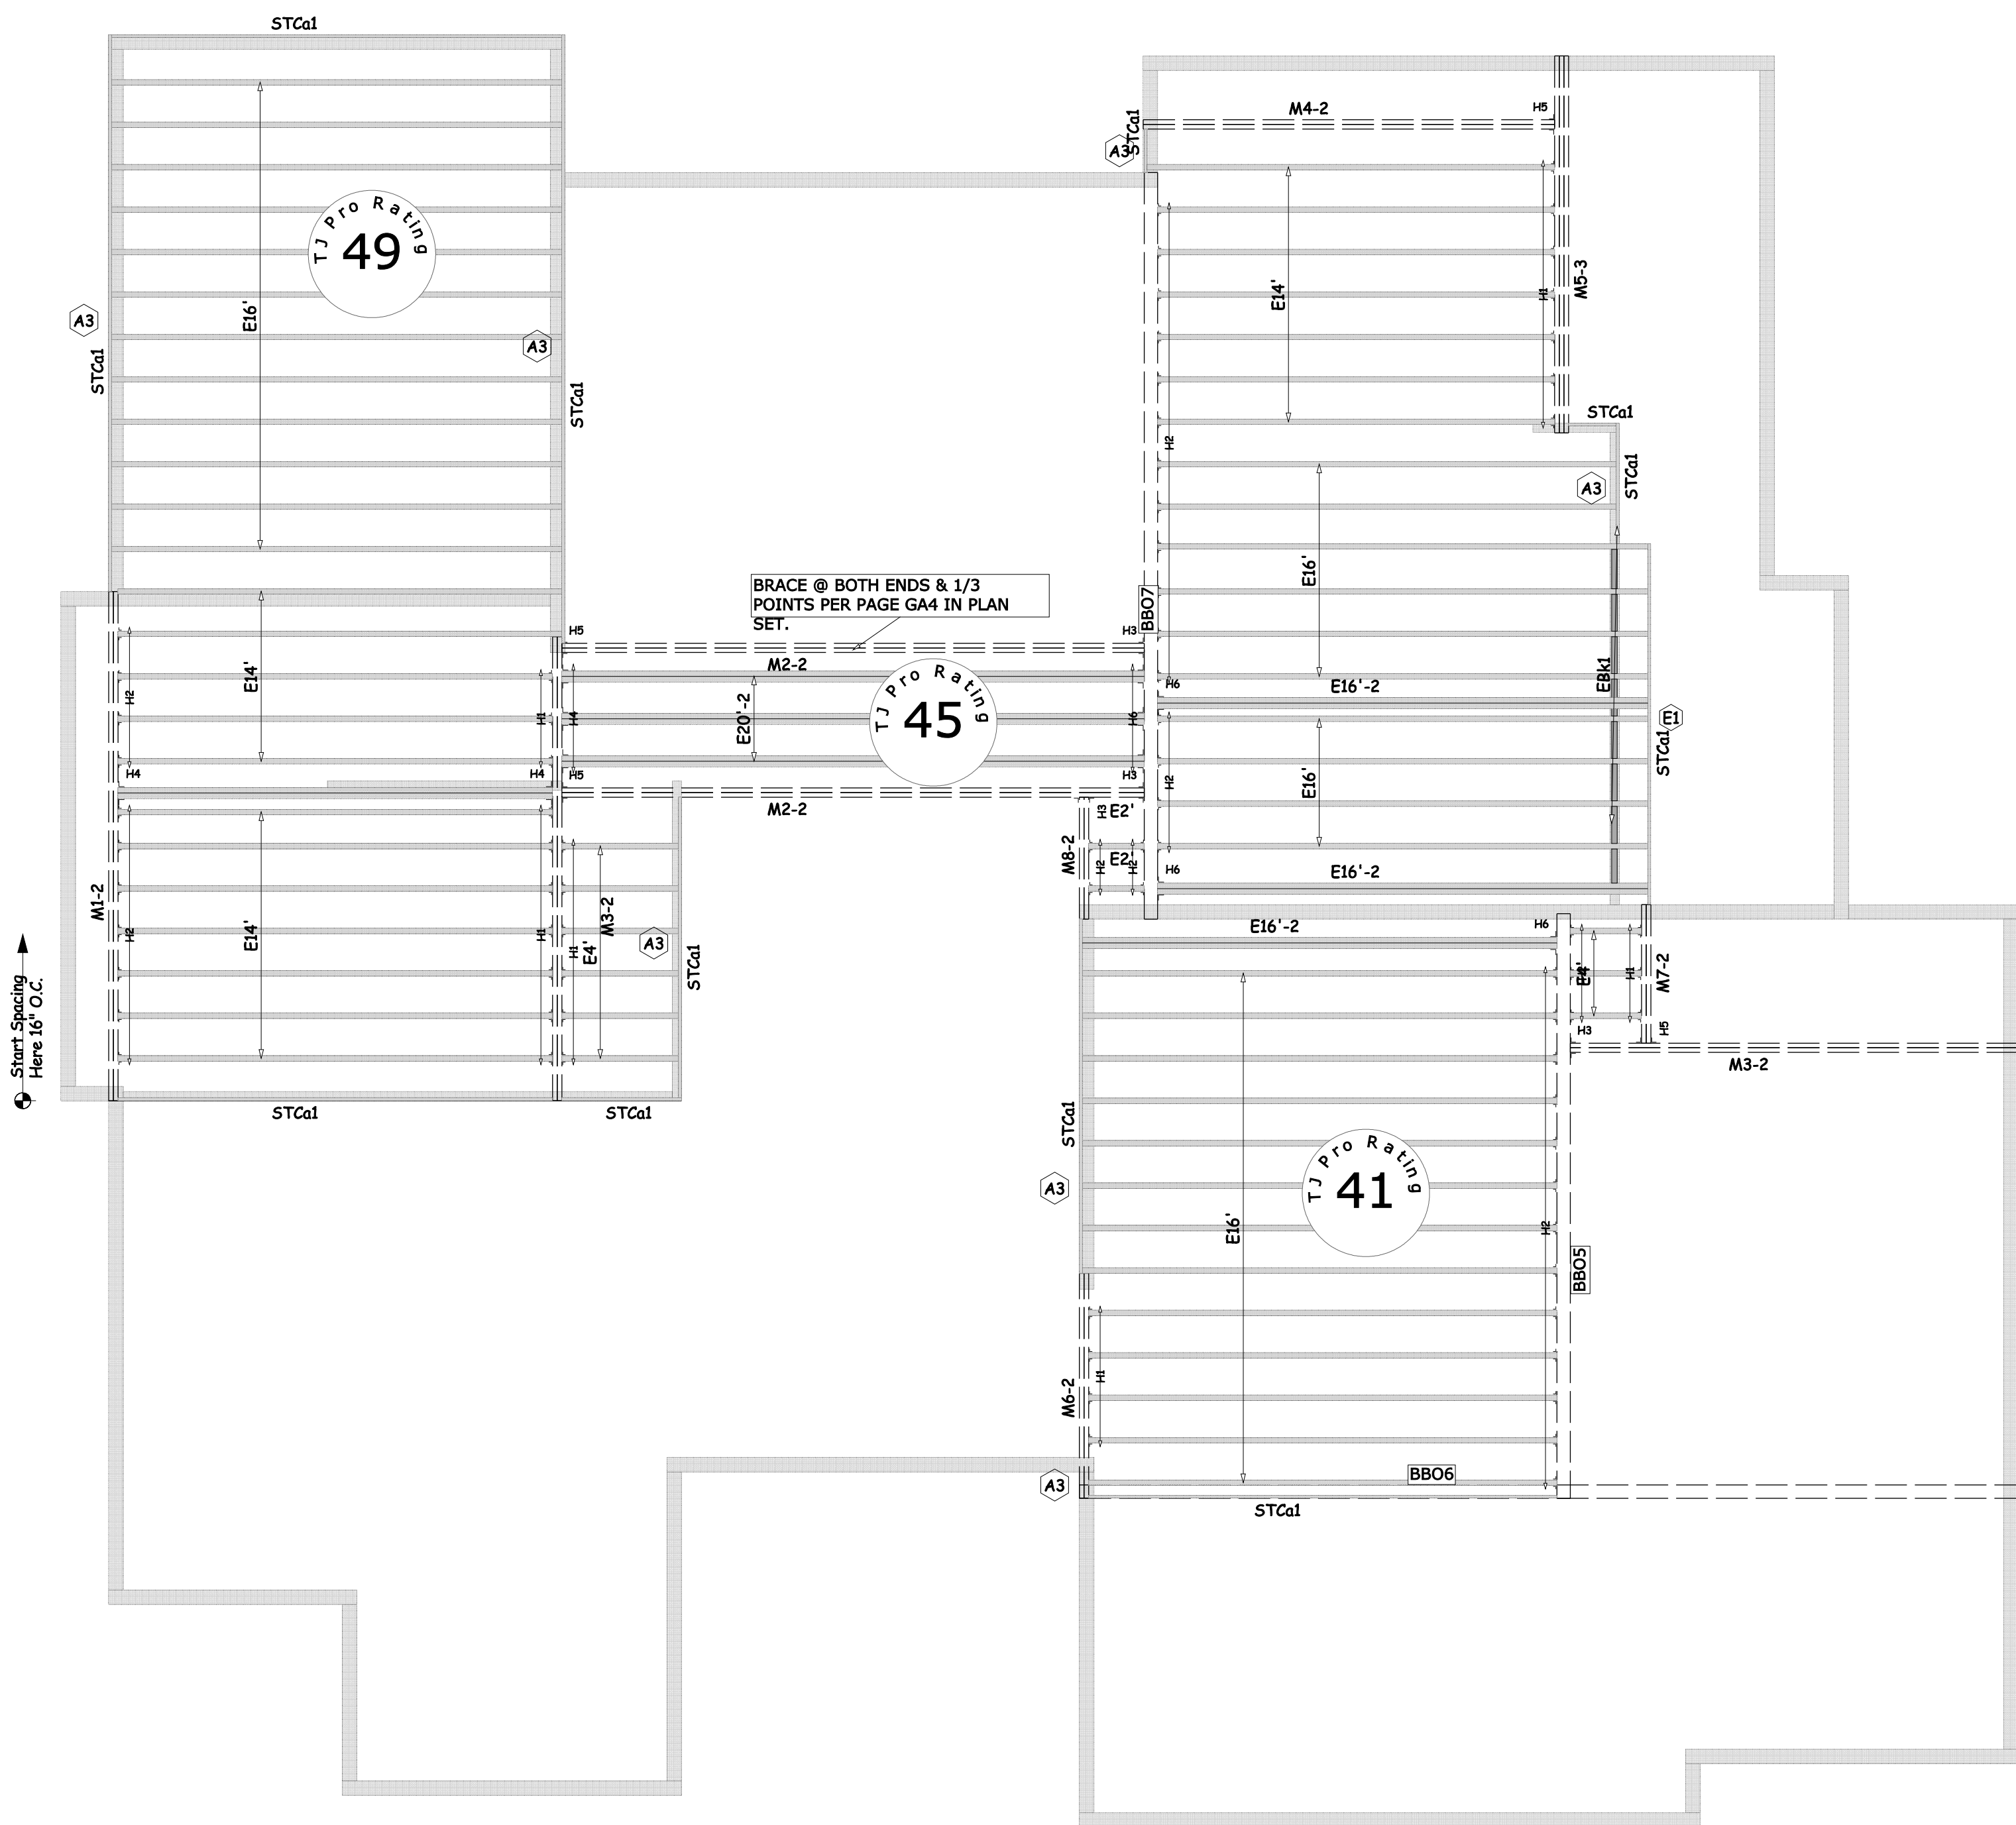 STCa1
A3
STCa1
E16'
TJ Pro Rating
49
A3
STCa1
STCa1
A3
M4-2
H5
E14'
H1
M5-3
H2
STCa1
STCa1
A3
E16'
BBO7
EBk1
BRACE @ BOTH ENDS & 1/3
POINTS PER PAGE GA4 IN PLAN
SET.
H5
H3
M2-2
E14'
H2
H1
H4
E20'-2
TJ Pro Rating
45
H6
H6
E16'-2
E1
STCa1
E16'
H2
H4
H4
H5
H3
M2-2
H3
E2'
M8-2
H2
E2'
H2
H6
E16'-2
M1-2
H2
E14'
H1
H1
E4'
M3-2
A3
STCa1
Start Spacing
Here 16" O.C.
STCa1
STCa1
E16'-2
H6
E4'
H1
M7-2
H3
H5
M3-2
STCa1
A3
E16'
TJ Pro Rating
41
H2
BBO5
M6-2
H1
A3
BBO6
STCa1